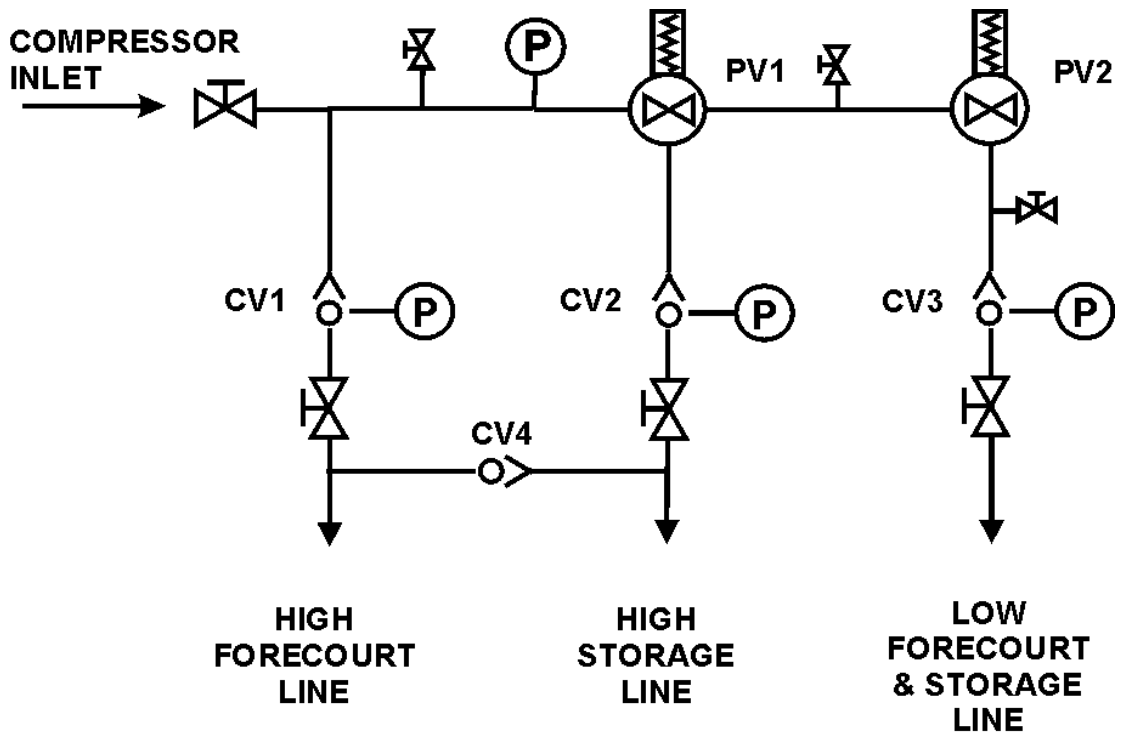 COMPRESSOR
INLET
P
PV1
PV2
CV1
P
CV2
P
CV3
P
CV4
HIGH
FORECOURT
LINE
HIGH
STORAGE
LINE
LOW
FORECOURT
& STORAGE
LINE